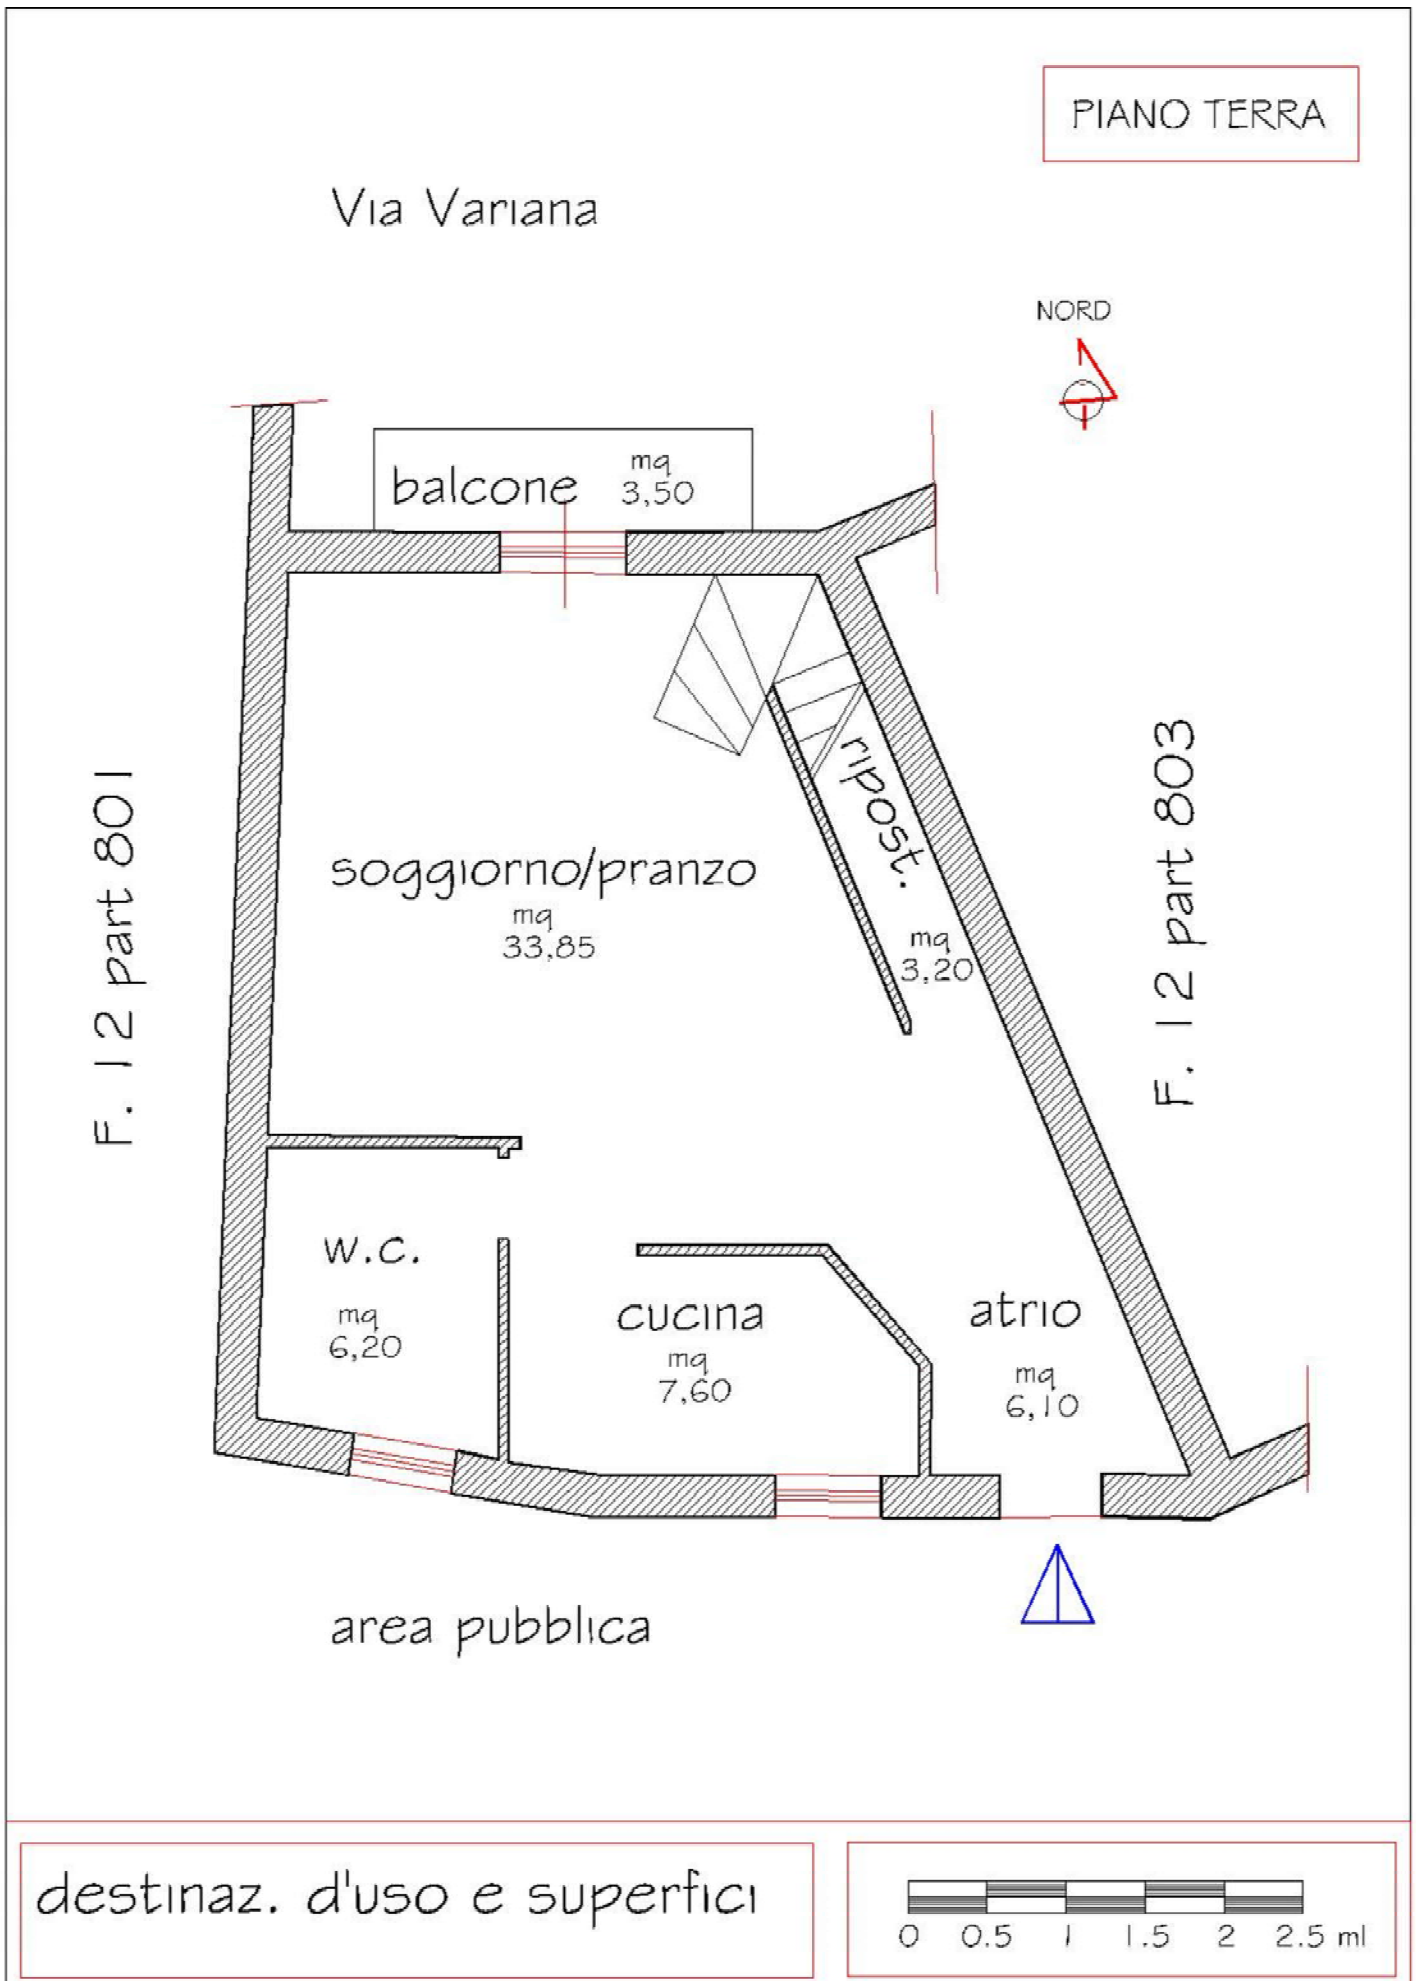 PIANO TERRA
Via Variana
NORD
balcone
mq
3,50
F. 12 part 801
F. 12 part 803
ripost.
mq
3,20
soggiorno/pranzo
mq
33,85
w.c.
mq
6,20
cucina
mq
7,60
atrio
mq
6,10
area pubblica
destinaz. d'uso e superfici
0 0.5 1 1.5 2 2.5 ml